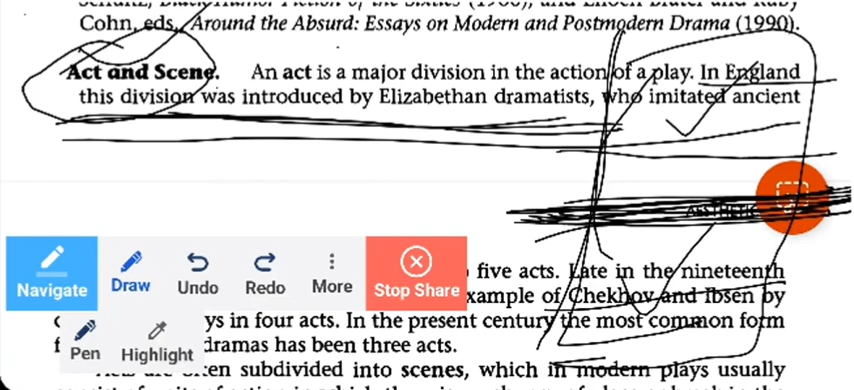 Cohn, eds., Around the Absurd: Essays on Modern and Postmodern Drama (1990).
Act and Scene. An act is a major division in the action of a play. In England
this division was introduced by Elizabethan dramatists, who imitated ancient
five acts. Late in the nineteenth
example of Chekhov and Ibsen by
ys in four acts. In the present century the most common form
dramas has been three acts.
subdivided into scenes, which in modern plays usually
Navigate
Draw
Undo
Redo
More
Stop Share
Pen
Highlight